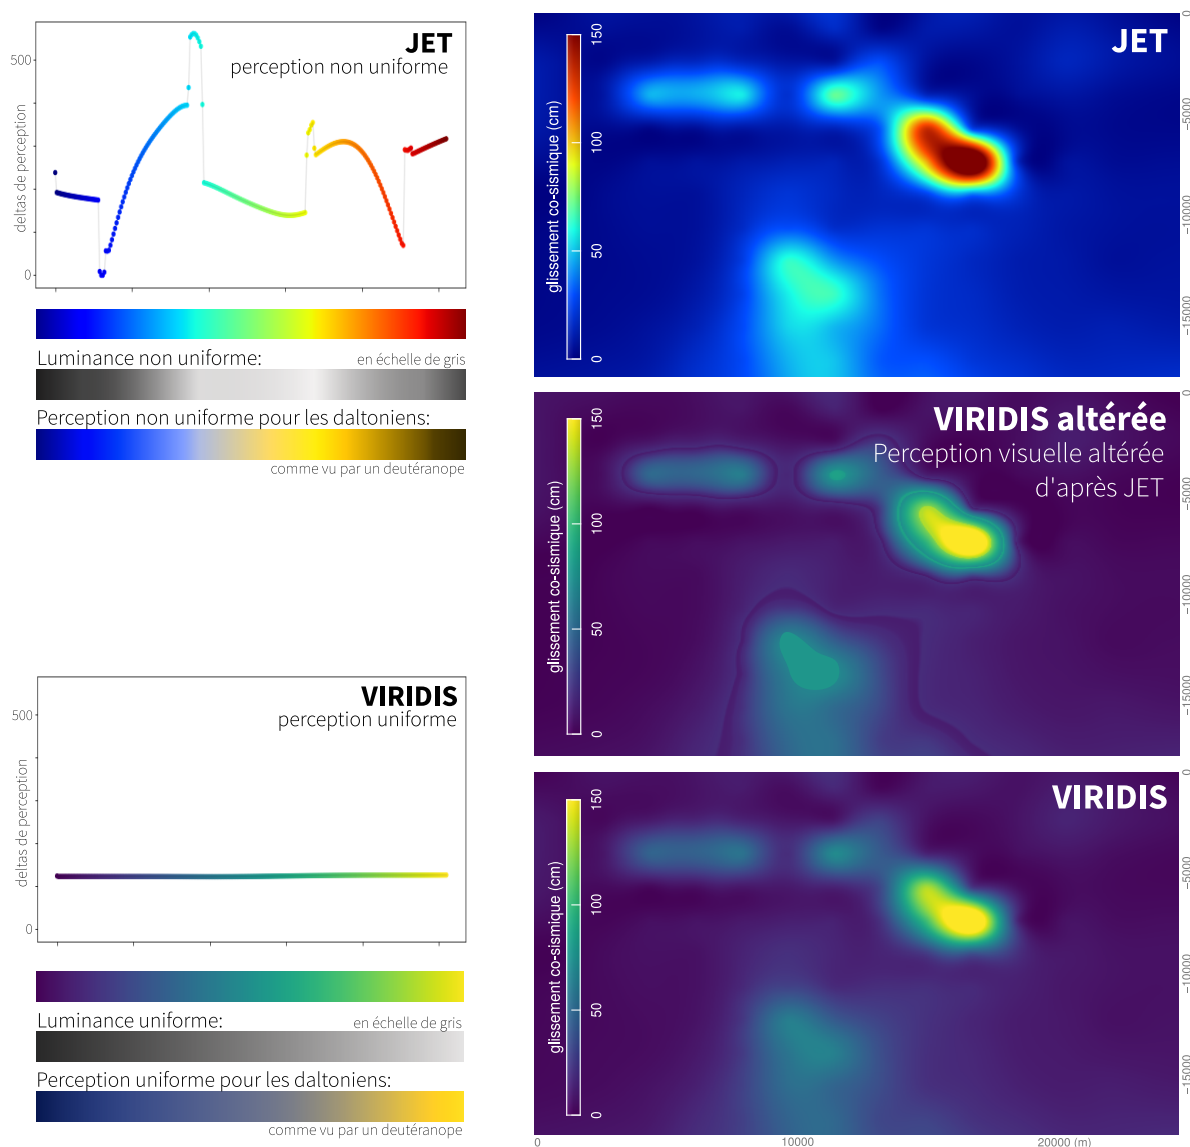 JET
perception non uniforme
500
0
deltas de perception
Luminance non uniforme:
en échelle de gris
Perception non uniforme pour les daltoniens:
comme vu par un deutéranope
VIRIDIS
perception uniforme
500
0
deltas de perception
Luminance uniforme:
en échelle de gris
Perception uniforme pour les daltoniens:
comme vu par un deutéranope
JET
glissement co-sismique (cm)
0
50
100
150
0
−5000
−10000
−15000
VIRIDIS altérée
Perception visuelle altérée
d'après JET
glissement co-sismique (cm)
0
50
100
150
0
−5000
−10000
−15000
VIRIDIS
glissement co-sismique (cm)
0
50
100
150
0
−5000
−10000
−15000
0
10000
20000 (m)